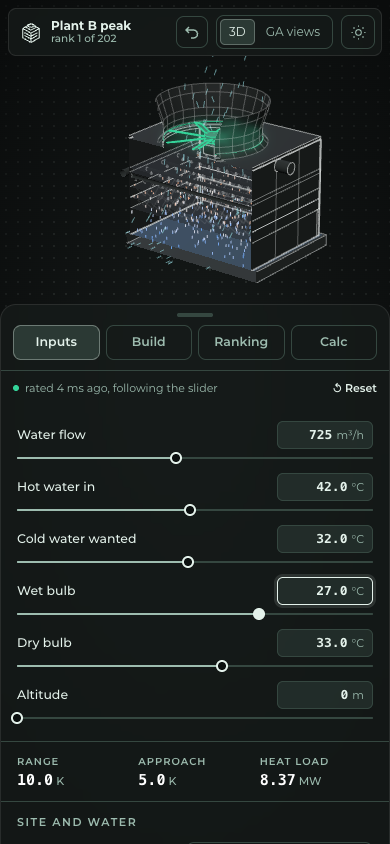 Plant B peak
rank 1 of 202
3D
GA views
Inputs
Build
Ranking
Calc
rated 4 ms ago, following the slider
Reset
Water flow
725 m³/h
Hot water in
42.0 °C
Cold water wanted
32.0 °C
Wet bulb
27.0 °C
Dry bulb
33.0 °C
Altitude
0 m
RANGE
APPROACH
HEAT LOAD
10.0 K
5.0 K
8.37 MW
SITE AND WATER